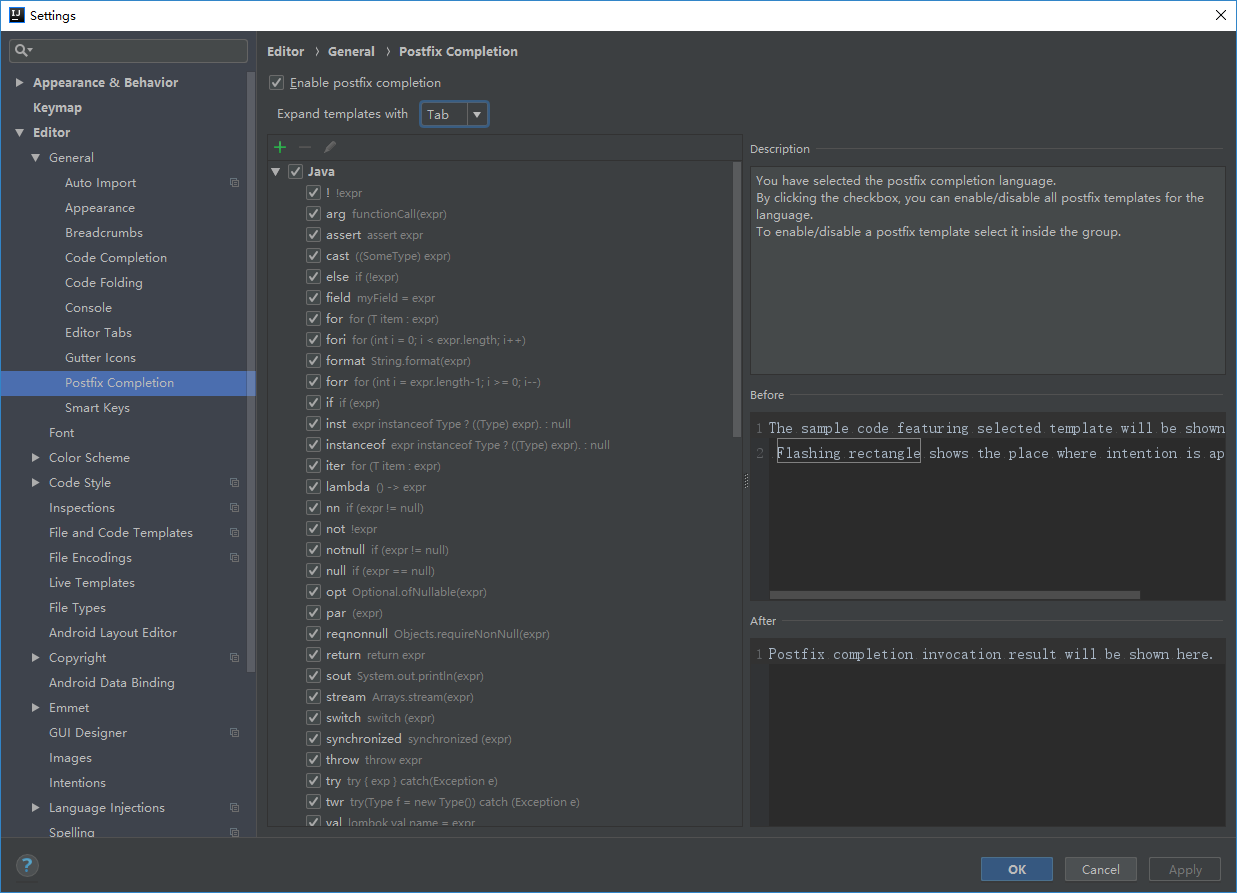 Settings
Appearance & Behavior
Keymap
Editor
General
Auto Import
Appearance
Breadcrumbs
Code Completion
Code Folding
Console
Editor Tabs
Gutter Icons
Postfix Completion
Smart Keys
Font
Color Scheme
Code Style
Inspections
File and Code Templates
File Encodings
Live Templates
File Types
Android Layout Editor
Copyright
Android Data Binding
Emmet
GUI Designer
Images
Intentions
Language Injections
Spelling
Editor › General › Postfix Completion
Enable postfix completion
Expand templates with Tab
Java
! !expr
arg functionCall(expr)
assert assert expr
cast ((SomeType) expr)
else if (!expr)
field myField = expr
for for (T item : expr)
fori for (int i = 0; i < expr.length; i++)
format String.format(expr)
forr for (int i = expr.length-1; i >= 0; i--)
if if (expr)
inst expr instanceof Type ? ((Type) expr). : null
instanceof expr instanceof Type ? ((Type) expr). : null
iter for (T item : expr)
lambda () -> expr
nn if (expr != null)
not !expr
notnull if (expr != null)
null if (expr == null)
opt Optional.ofNullable(expr)
par (expr)
reqnonnull Objects.requireNonNull(expr)
return return expr
sout System.out.println(expr)
stream Arrays.stream(expr)
switch switch (expr)
synchronized synchronized (expr)
throw throw expr
try try { exp } catch(Exception e)
twr try(Type f = new Type()) catch (Exception e)
val lombok val name = expr
Description
You have selected the postfix completion language.
By clicking the checkbox, you can enable/disable all postfix templates for the
language.
To enable/disable a postfix template select it inside the group.
Before
1 The sample code featuring selected template will be shown
2 Flashing rectangle shows the place where intention is ap
After
1 Postfix completion invocation result will be shown here.
?
OK
Cancel
Apply